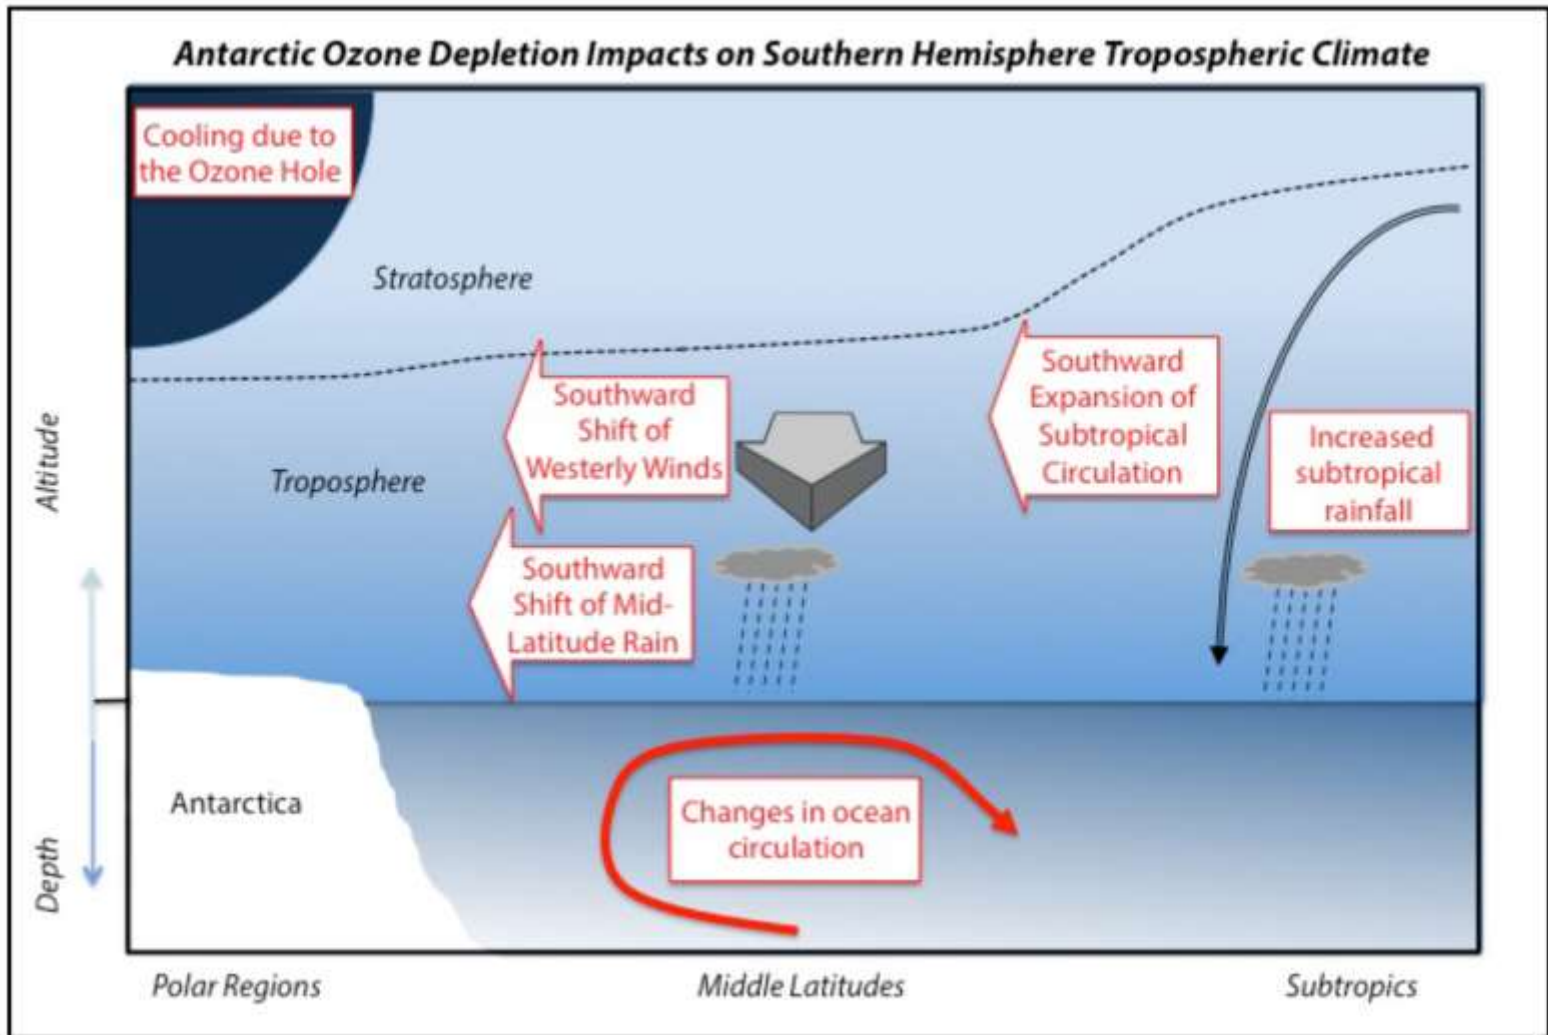 Antarctic Ozone Depletion Impacts on Southern Hemisphere Tropospheric Climate
Cooling due to
the Ozone Hole
Stratosphere
Southward
Expansion of
Subtropical
Circulation
Southward
Shift of
Westerly Winds
Increased
subtropical
rainfall
Troposphere
Altitude
Southward
Shift of Mid-
Latitude Rain
Antarctica
Changes in ocean
circulation
Depth
Polar Regions
Middle Latitudes
Subtropics